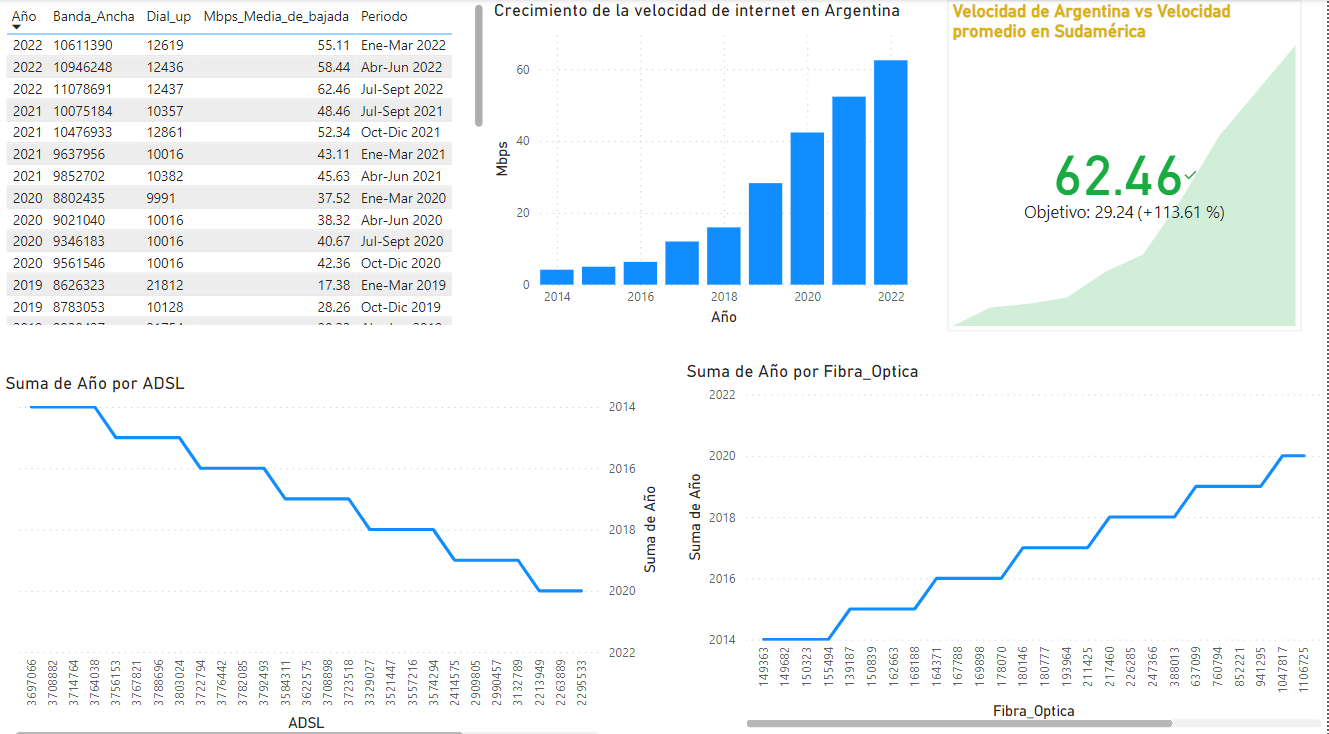 Año Banda_Ancha Dial_up Mbps_Media_de_bajada Periodo
2022 10611390 12619 55.11 Ene-Mar 2022
2022 10946248 12436 58.44 Abr-Jun 2022
2022 11078691 12437 62.46 Jul-Sept 2022
2021 10075184 10357 48.46 Jul-Sept 2021
2021 10476933 12861 52.34 Oct-Dic 2021
2021 9637956 10016 43.11 Ene-Mar 2021
2021 9852702 10382 45.63 Abr-Jun 2021
2020 8802435 9991 37.52 Ene-Mar 2020
2020 9021040 10016 38.32 Abr-Jun 2020
2020 9346183 10016 40.67 Jul-Sept 2020
2020 9561546 10016 42.36 Oct-Dic 2020
2019 8626323 21812 17.38 Ene-Mar 2019
2019 8783053 10128 28.26 Oct-Dic 2019
Crecimiento de la velocidad de internet en Argentina
Mbps
60
40
20
0
2014 2016 2018 2020 2022
Año
Velocidad de Argentina vs Velocidad
promedio en Sudamérica
62.46
Objetivo: 29.24 (+113.61 %)
Suma de Año por ADSL
2014
2016
2018
2020
2022
Suma de Año
3697066
3708882
3714764
3764038
3756153
3767821
3788696
3803024
3722794
3776442
3782085
3792493
3584311
3622575
3708898
3723518
3329027
3521447
3557216
3574294
2414575
2909805
2990457
3132789
2213949
2263889
2295533
ADSL
Suma de Año por Fibra_Optica
2022
2020
2018
2016
2014
Suma de Año
149363
149682
150323
155494
139187
150839
162663
168188
164371
167788
169898
178070
180146
180777
193964
211425
217460
226285
247366
388013
637099
760794
852221
941295
1047817
1106725
Fibra_Optica